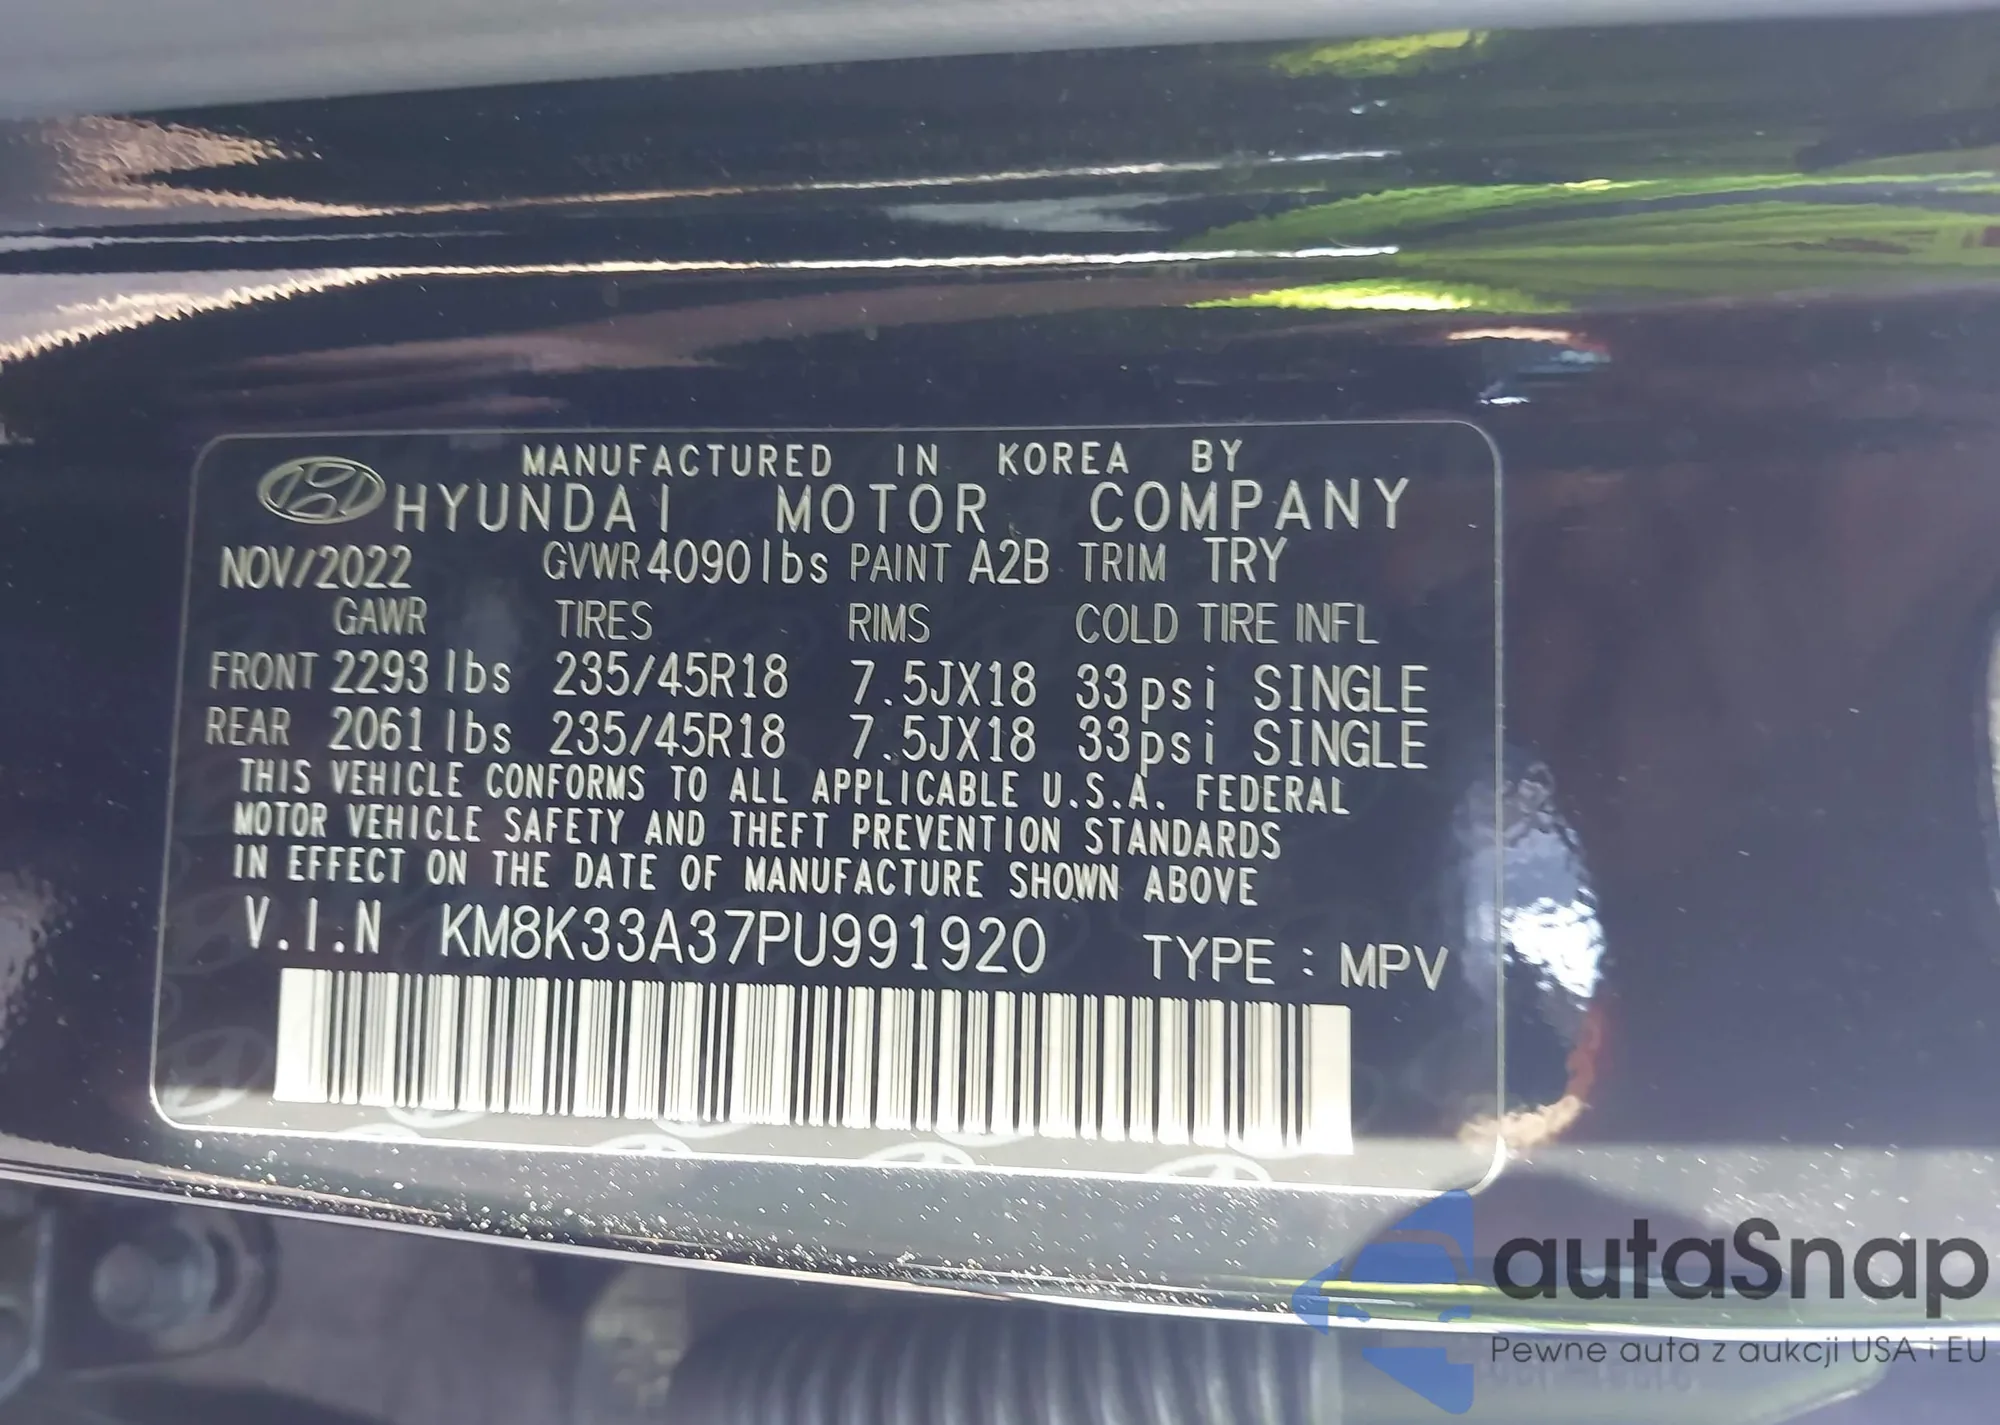 MANUFACTURED IN KOREA BY
HYUNDAI MOTOR COMPANY
NOV/2022 GVWR 4090lbs PAINT A2B TRIM TRY
GAWR TIRES RIMS COLD TIRE INFL
FRONT 2293 lbs 235/45R18 7.5JX18 33psi SINGLE
REAR 2061 lbs 235/45R18 7.5JX18 33psi SINGLE
THIS VEHICLE CONFORMS TO ALL APPLICABLE U.S.A. FEDERAL
MOTOR VEHICLE SAFETY AND THEFT PREVENTION STANDARDS
IN EFFECT ON THE DATE OF MANUFACTURE SHOWN ABOVE
V.I.N KM8K33A37PU991920 TYPE : MPV
autaSnap
Pewne auta z aukcji USA i EU